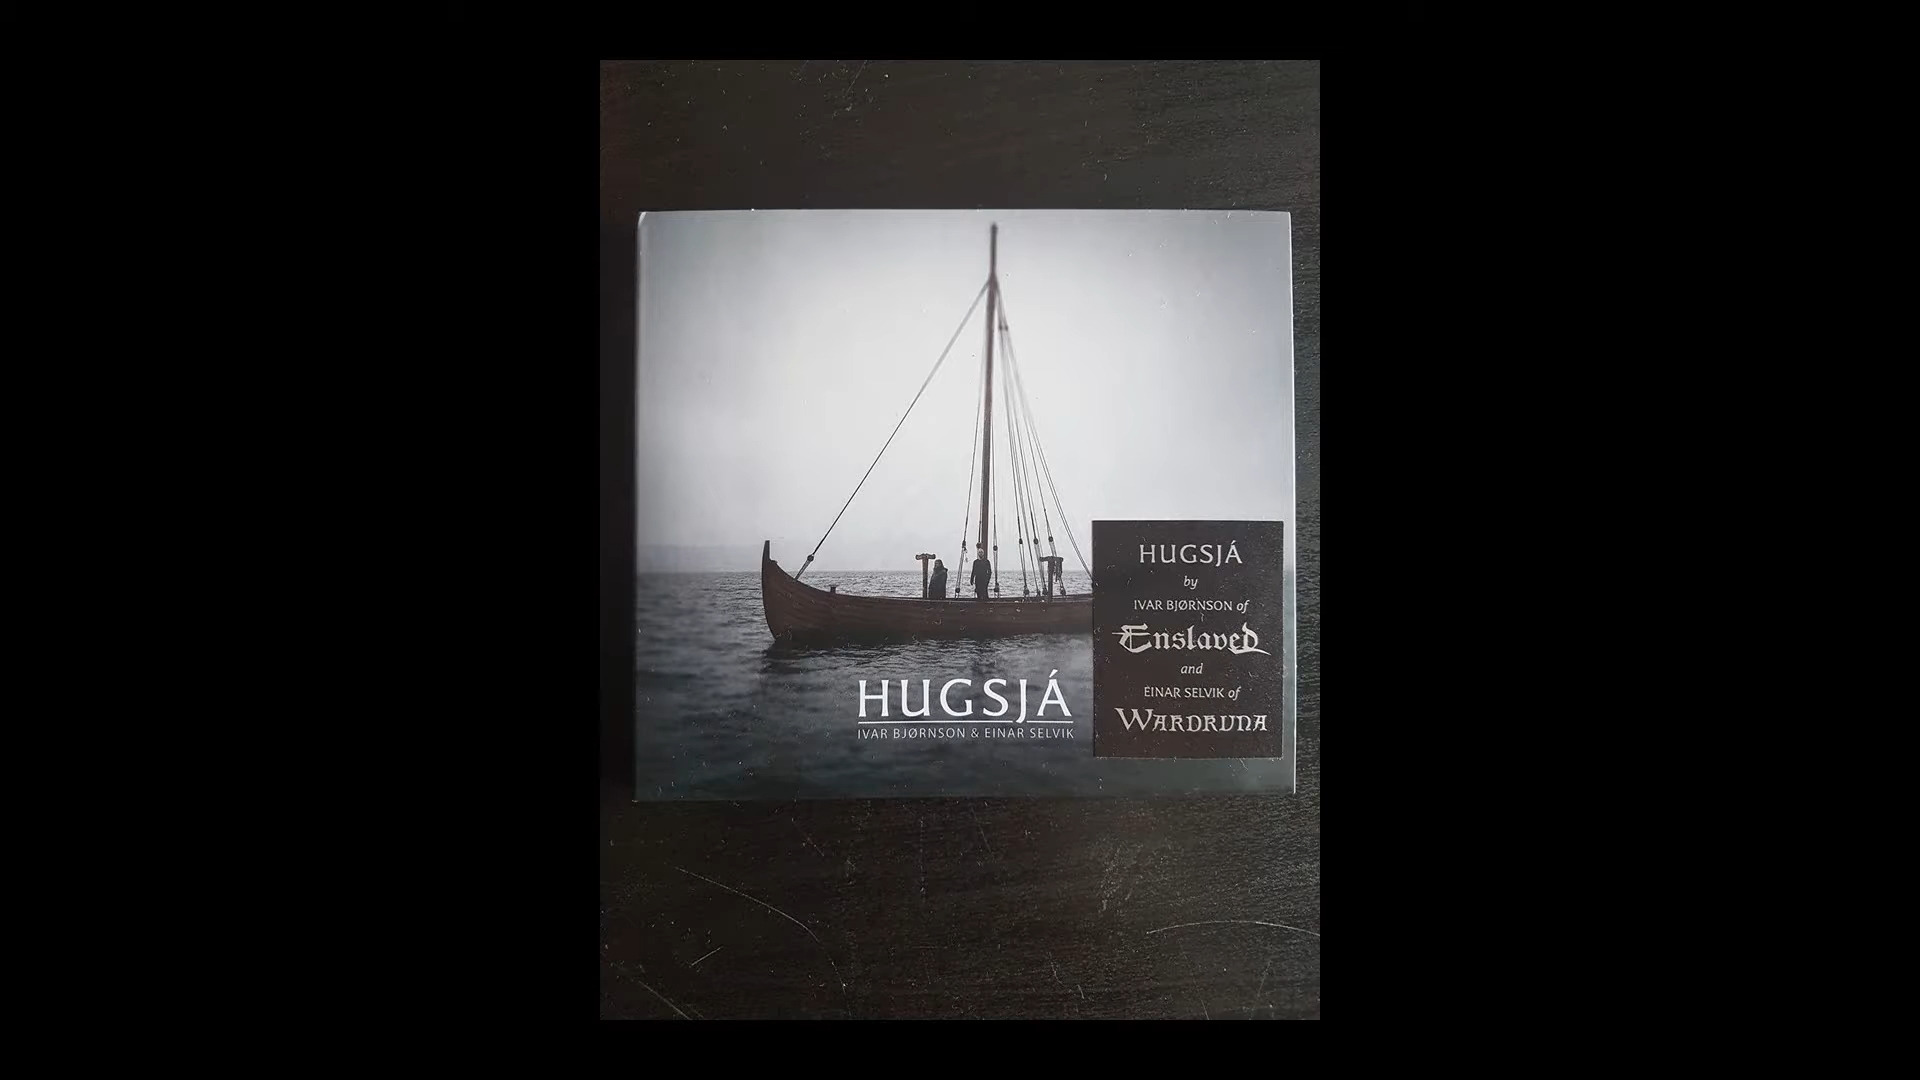 HUGSJÁ
IVAR BJØRNSON & EINAR SELVIK
HUGSJÁ
by
IVAR BJØRNSON of
Enslaved
and
EINAR SELVIK of
WARDRUNA